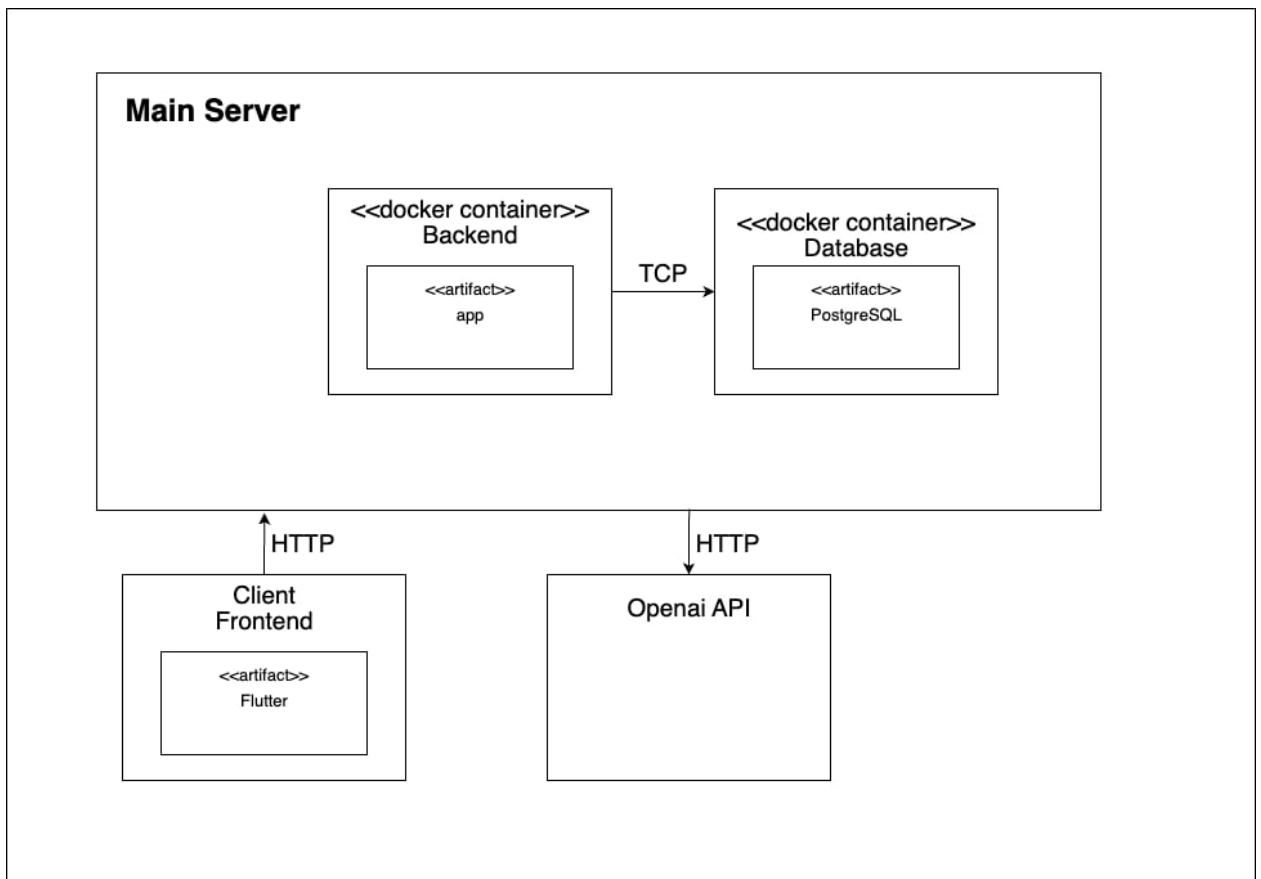 Main Server
<<docker container>>
Backend
<<artifact>>
app
TCP
<<docker container>>
Database
<<artifact>>
PostgreSQL
HTTP
HTTP
Client
Frontend
<<artifact>>
Flutter
Openai API